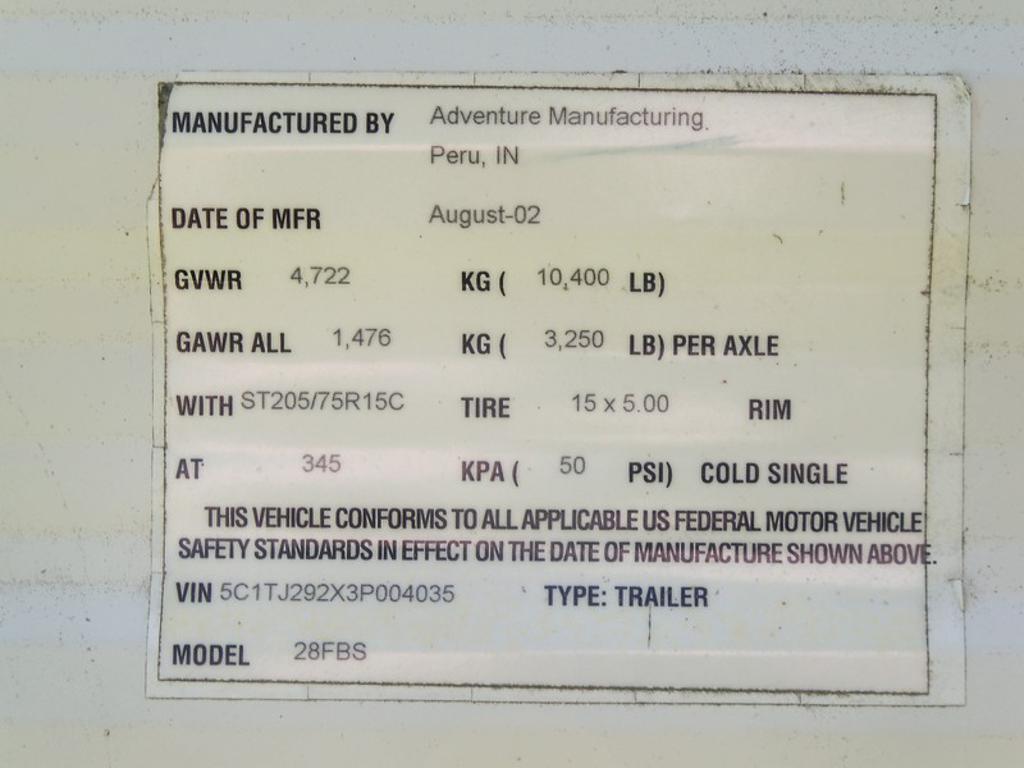 MANUFACTURED BY Adventure Manufacturing.
Peru, IN
DATE OF MFR August-02
GVWR 4,722 KG ( 10,400 LB)
GAWR ALL 1,476 KG ( 3,250 LB) PER AXLE
WITH ST205/75R15C TIRE 15 x 5.00 RIM
AT 345 KPA ( 50 PSI) COLD SINGLE
THIS VEHICLE CONFORMS TO ALL APPLICABLE US FEDERAL MOTOR VEHICLE
SAFETY STANDARDS IN EFFECT ON THE DATE OF MANUFACTURE SHOWN ABOVE.
VIN 5C1TJ292X3P004035 TYPE: TRAILER
MODEL 28FBS